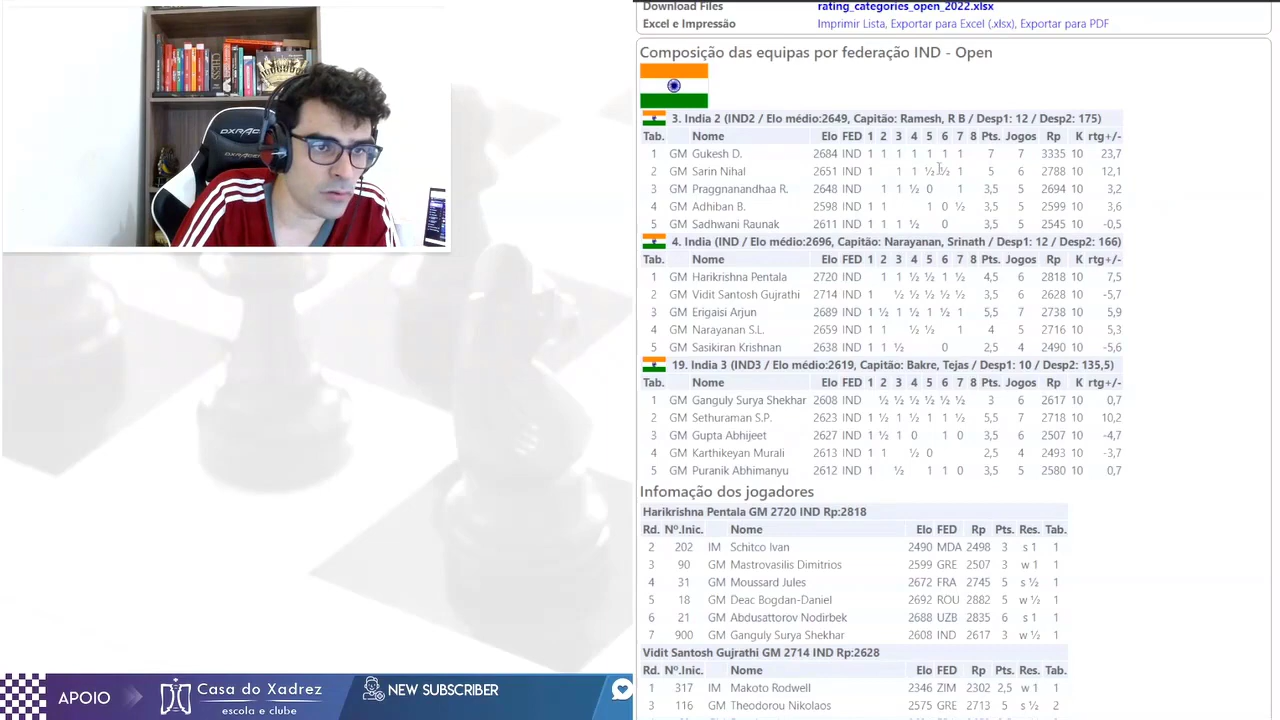 Download Files rating_categories_open_2022.xlsx
Excel e Impressão Imprimir Lista, Exportar para Excel (.xlsx), Exportar para PDF
Composição das equipas por federação IND - Open
3. India 2 (IND2 / Elo médio:2649, Capitão: Ramesh, R B / Desp1: 12 / Desp2: 175)
Tab. Nome Elo FED 1 2 3 4 5 6 7 8 Pts. Jogos Rp K rtg+/-
1 GM Gukesh D. 2684 IND 1 1 1 1 1 1 1 7 7 3335 10 23,7
2 GM Sarin Nihal 2651 IND 1 1 1 ½ ½ 1 5 6 2788 10 12,1
3 GM Praggnanandhaa R. 2648 IND 1 1 ½ 0 1 3,5 5 2694 10 3,2
4 GM Adhiban B. 2598 IND 1 1 1 0 ½ 3,5 5 2599 10 3,6
5 GM Sadhwani Raunak 2611 IND 1 1 1 ½ 0 3,5 5 2545 10 -0,5
4. India (IND / Elo médio:2696, Capitão: Narayanan, Srinath / Desp1: 12 / Desp2: 166)
Tab. Nome Elo FED 1 2 3 4 5 6 7 8 Pts. Jogos Rp K rtg+/-
1 GM Harikrishna Pentala 2720 IND 1 1 ½ ½ 1 ½ 4,5 6 2818 10 7,5
2 GM Vidit Santosh Gujrathi 2714 IND 1 ½ ½ ½ ½ ½ 3,5 6 2628 10 -5,7
3 GM Erigaisi Arjun 2689 IND 1 ½ 1 ½ 1 1 ½ 5,5 7 2738 10 5,9
4 GM Narayanan S.L. 2659 IND 1 1 ½ ½ 1 4 5 2716 10 5,3
5 GM Sasikiran Krishnan 2638 IND 1 1 ½ 0 2,5 4 2490 10 -5,6
19. India 3 (IND3 / Elo médio:2619, Capitão: Bakre, Tejas / Desp1: 10 / Desp2: 135,5)
Tab. Nome Elo FED 1 2 3 4 5 6 7 8 Pts. Jogos Rp K rtg+/-
1 GM Ganguly Surya Shekhar 2608 IND ½ ½ ½ ½ ½ ½ 3 6 2617 10 0,7
2 GM Sethuraman S.P. 2623 IND 1 ½ 1 ½ 1 1 ½ 5,5 7 2718 10 10,2
3 GM Gupta Abhijeet 2627 IND 1 ½ 1 0 1 0 3,5 6 2507 10 -4,7
4 GM Karthikeyan Murali 2613 IND 1 1 ½ 0 2,5 4 2493 10 -3,7
5 GM Puranik Abhimanyu 2612 IND 1 ½ 1 1 0 3,5 5 2580 10 0,7
Infomação dos jogadores
Harikrishna Pentala GM 2720 IND Rp:2818
Rd. Nº.Inic. Nome Elo FED Rp Pts. Res. Tab.
2 202 IM Schitco Ivan 2490 MDA 2498 3 s 1 1
3 90 GM Mastrovasilis Dimitrios 2599 GRE 2507 3 w 1 1
4 31 GM Moussard Jules 2672 FRA 2745 5 s ½ 1
5 18 GM Deac Bogdan-Daniel 2692 ROU 2882 5 w ½ 1
6 21 GM Abdusattorov Nodirbek 2688 UZB 2835 6 s 1 1
7 900 GM Ganguly Surya Shekhar 2608 IND 2617 3 w ½ 1
Vidit Santosh Gujrathi GM 2714 IND Rp:2628
Rd. Nº.Inic. Nome Elo FED Rp Pts. Res. Tab.
1 317 IM Makoto Rodwell 2346 ZIM 2302 2,5 w 1 1
3 116 GM Theodorou Nikolaos 2575 GRE 2713 5 s ½ 2
APOIO
Casa do Xadrez
escola e clube
NEW SUBSCRIBER